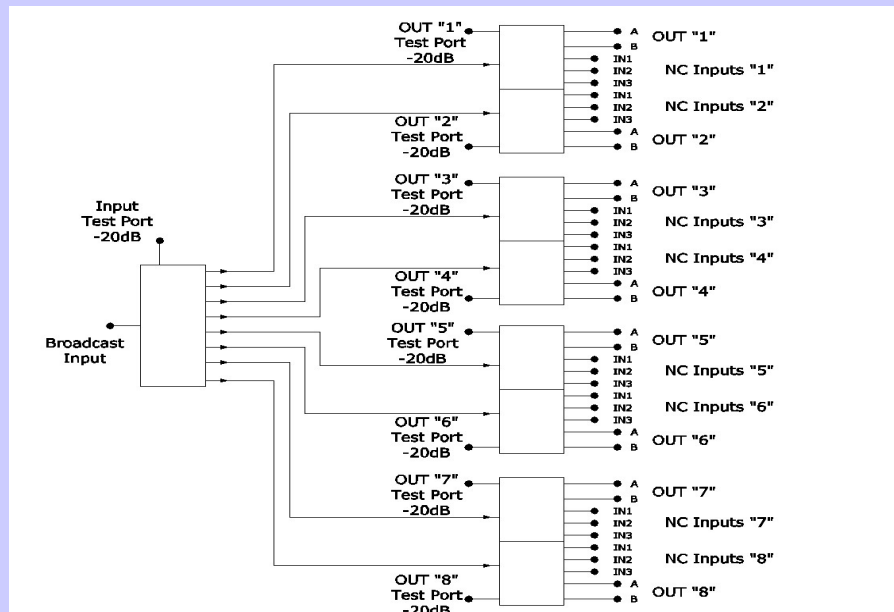 OUT "1"
Test Port
-20dB
A
OUT "1"
B
IN1
IN2
NC Inputs "1"
IN3
IN1
IN2
NC Inputs "2"
IN3
OUT "2"
Test Port
-20dB
A
OUT "2"
B
OUT "3"
Test Port
-20dB
A
OUT "3"
B
IN1
IN2
NC Inputs "3"
IN3
IN1
IN2
NC Inputs "4"
IN3
OUT "4"
Test Port
-20dB
A
OUT "4"
B
Input
Test Port
-20dB
Broadcast
Input
OUT "5"
Test Port
-20dB
A
OUT "5"
B
IN1
IN2
NC Inputs "5"
IN3
IN1
IN2
NC Inputs "6"
IN3
OUT "6"
Test Port
-20dB
A
OUT "6"
B
OUT "7"
Test Port
-20dB
A
OUT "7"
B
IN1
IN2
NC Inputs "7"
IN3
IN1
IN2
NC Inputs "8"
IN3
OUT "8"
Test Port
-20dB
A
OUT "8"
B